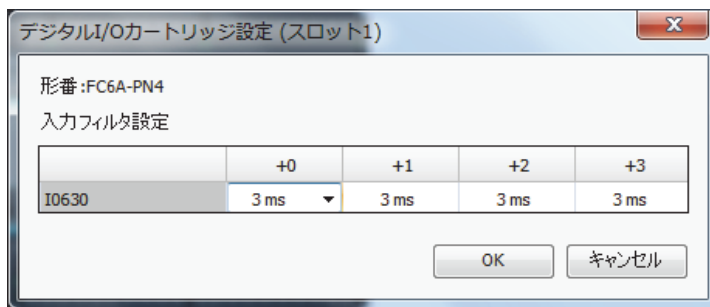 デジタルI/Oカートリッジ設定 (スロット1)
形番:FC6A-PN4
入力フィルタ設定
+0 +1 +2 +3
I0630 3 ms 3 ms 3 ms 3 ms
OK キャンセル